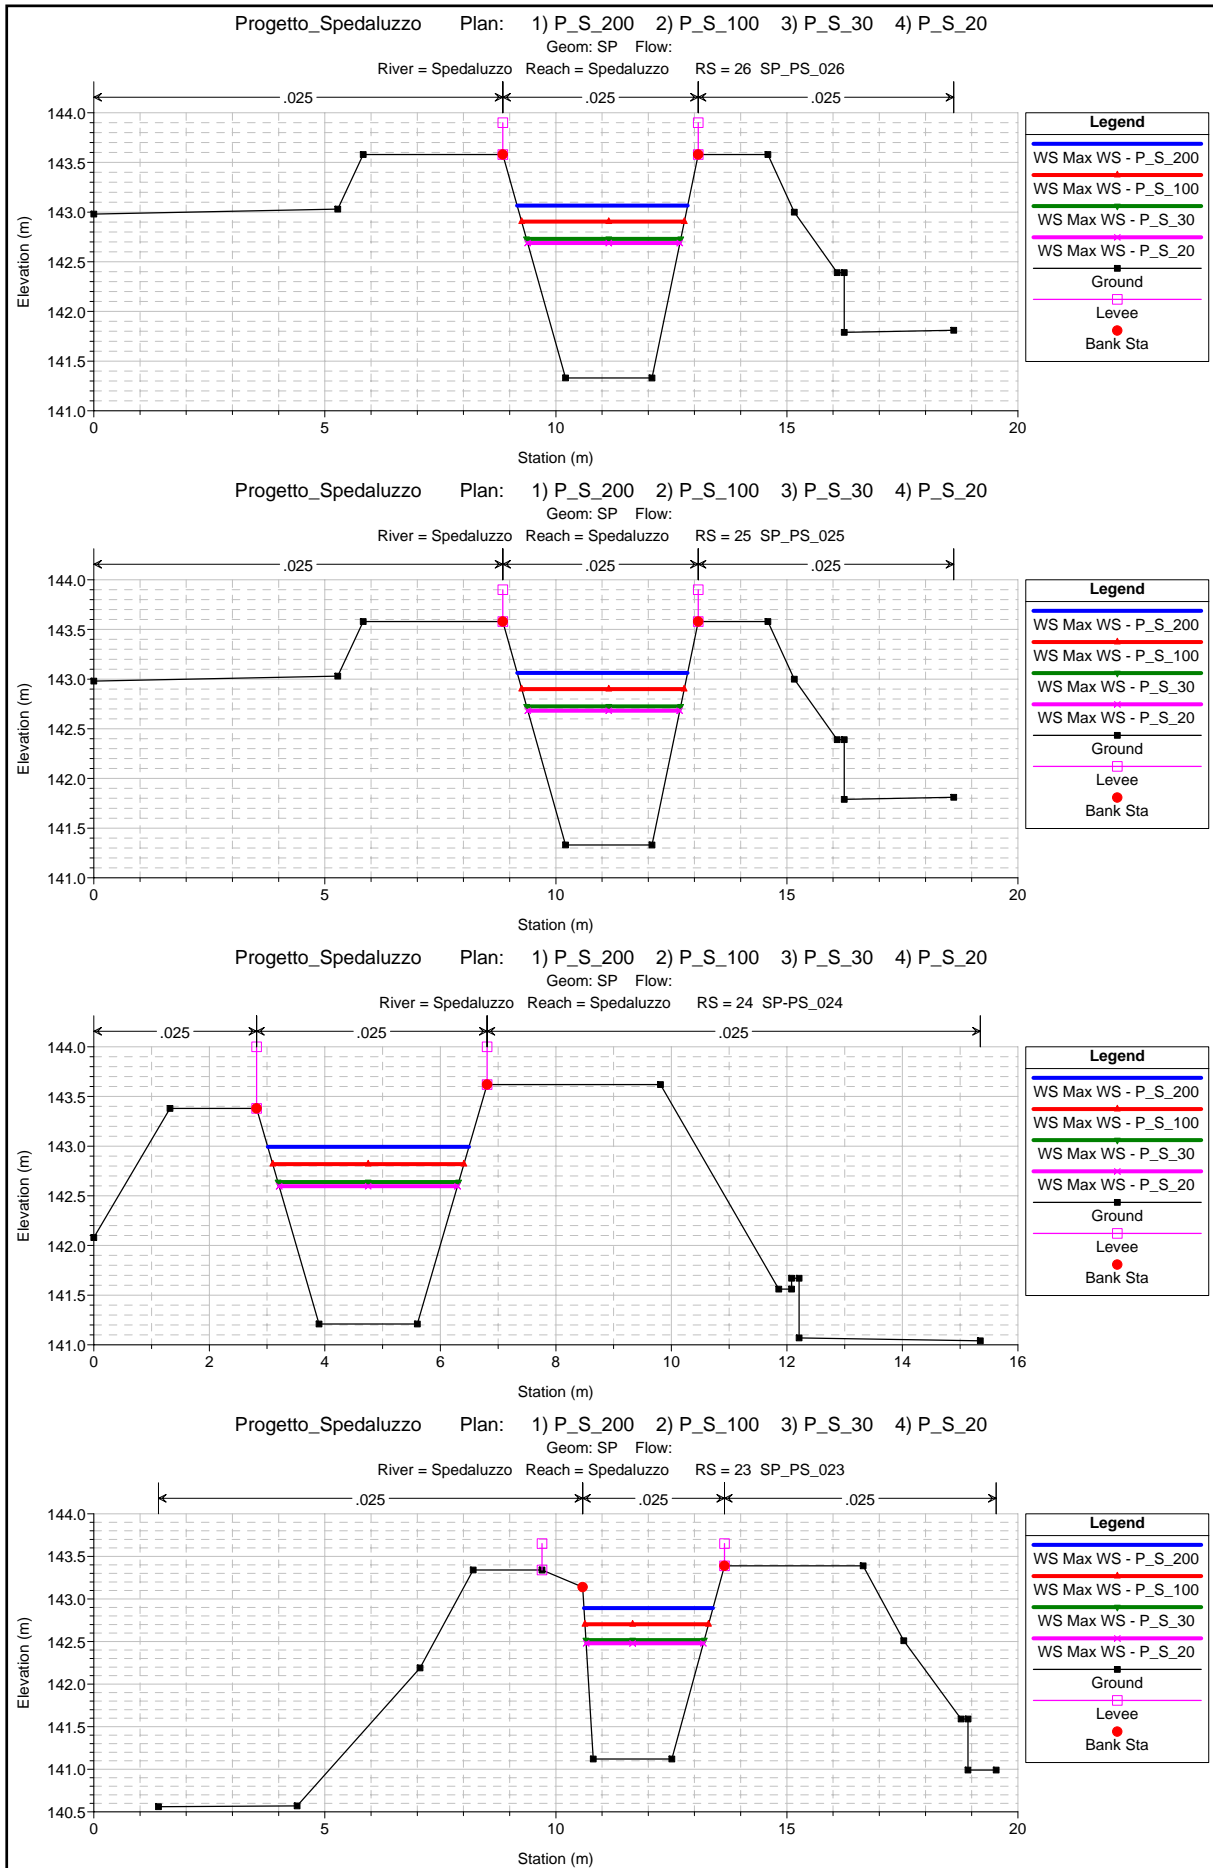 Progetto_Spedaluzzo Plan: 1) P_S_200 2) P_S_100 3) P_S_30 4) P_S_20
Geom: SP Flow:
River = Spedaluzzo Reach = Spedaluzzo RS = 26 SP_PS_026
.025 .025 .025
144.0
143.5
143.0
142.5
142.0
141.5
141.0
Elevation (m)
0 5 10 15 20
Station (m)
Legend
WS Max WS - P_S_200
WS Max WS - P_S_100
WS Max WS - P_S_30
WS Max WS - P_S_20
Ground
Levee
Bank Sta
Progetto_Spedaluzzo Plan: 1) P_S_200 2) P_S_100 3) P_S_30 4) P_S_20
Geom: SP Flow:
River = Spedaluzzo Reach = Spedaluzzo RS = 25 SP_PS_025
.025 .025 .025
144.0
143.5
143.0
142.5
142.0
141.5
141.0
Elevation (m)
0 5 10 15 20
Station (m)
Legend
WS Max WS - P_S_200
WS Max WS - P_S_100
WS Max WS - P_S_30
WS Max WS - P_S_20
Ground
Levee
Bank Sta
Progetto_Spedaluzzo Plan: 1) P_S_200 2) P_S_100 3) P_S_30 4) P_S_20
Geom: SP Flow:
River = Spedaluzzo Reach = Spedaluzzo RS = 24 SP-PS_024
.025 .025 .025
144.0
143.5
143.0
142.5
142.0
141.5
141.0
Elevation (m)
0 2 4 6 8 10 12 14 16
Station (m)
Legend
WS Max WS - P_S_200
WS Max WS - P_S_100
WS Max WS - P_S_30
WS Max WS - P_S_20
Ground
Levee
Bank Sta
Progetto_Spedaluzzo Plan: 1) P_S_200 2) P_S_100 3) P_S_30 4) P_S_20
Geom: SP Flow:
River = Spedaluzzo Reach = Spedaluzzo RS = 23 SP_PS_023
.025 .025 .025
144.0
143.5
143.0
142.5
142.0
141.5
141.0
140.5
Elevation (m)
0 5 10 15 20
Station (m)
Legend
WS Max WS - P_S_200
WS Max WS - P_S_100
WS Max WS - P_S_30
WS Max WS - P_S_20
Ground
Levee
Bank Sta